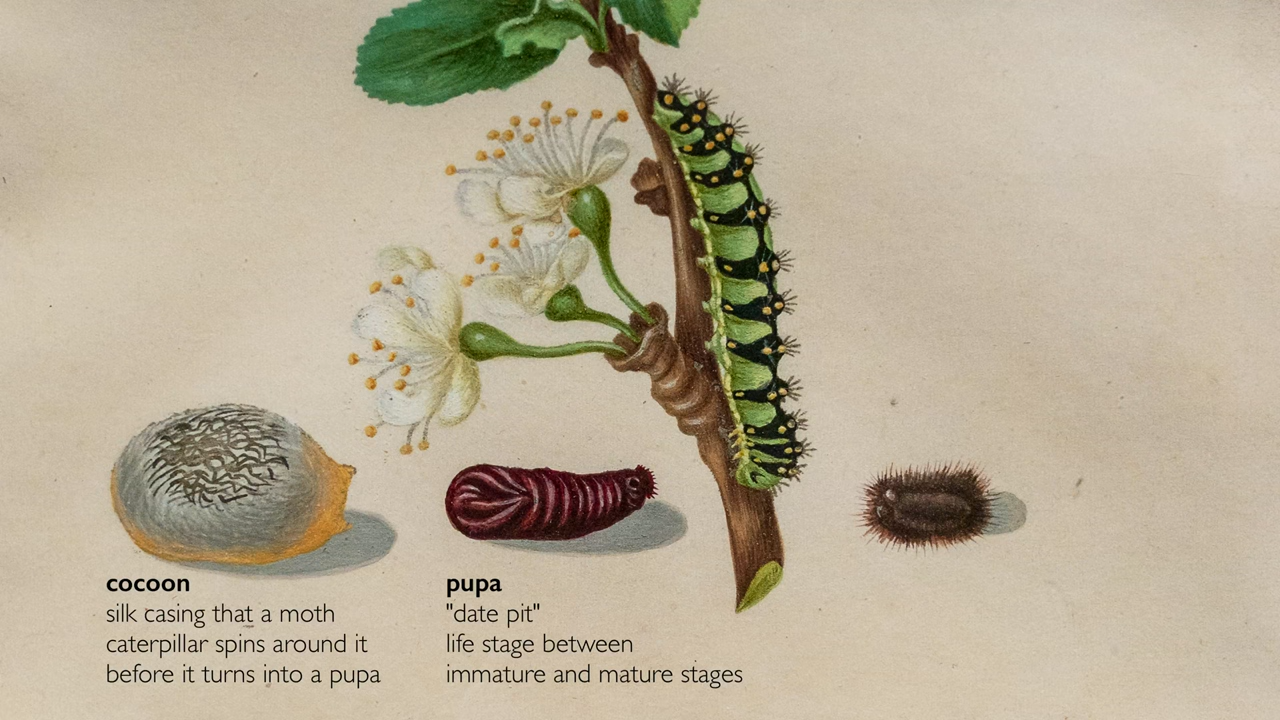 cocoon
silk casing that a moth
caterpillar spins around it
before it turns into a pupa
pupa
"date pit"
life stage between
immature and mature stages